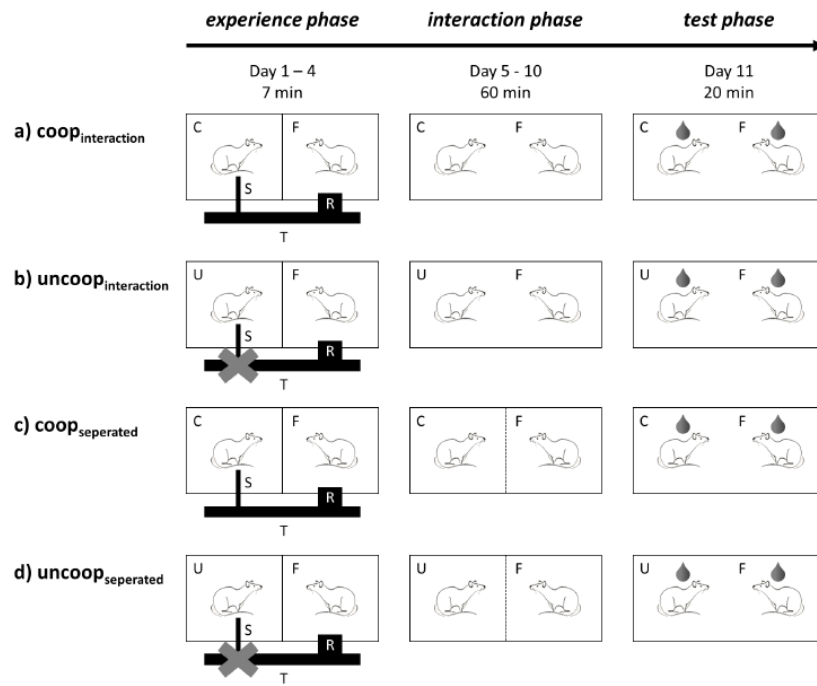 experience phase interaction phase test phase
Day 1 – 4 Day 5 - 10 Day 11
7 min 60 min 20 min
a) coopinteraction
C F C F C F
S
R
T
b) uncoopinteraction
U F U F U F
S
R
T
c) coopseperated
C F C F C F
S
R
T
d) uncoopseperated
U F U F U F
S
R
T